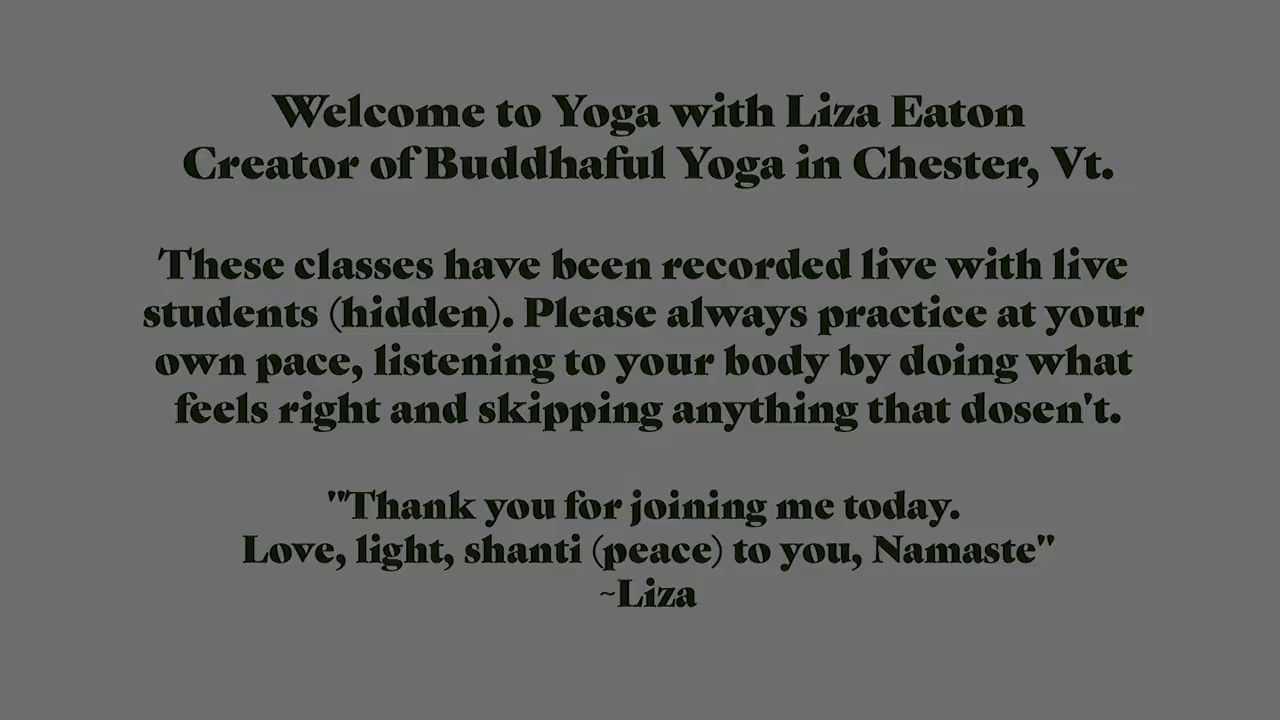 Welcome to Yoga with Liza Eaton
Creator of Buddhaful Yoga in Chester, Vt.
These classes have been recorded live with live
students (hidden). Please always practice at your
own pace, listening to your body by doing what
feels right and skipping anything that dosen't.
"Thank you for joining me today.
Love, light, shanti (peace) to you, Namaste"
~Liza